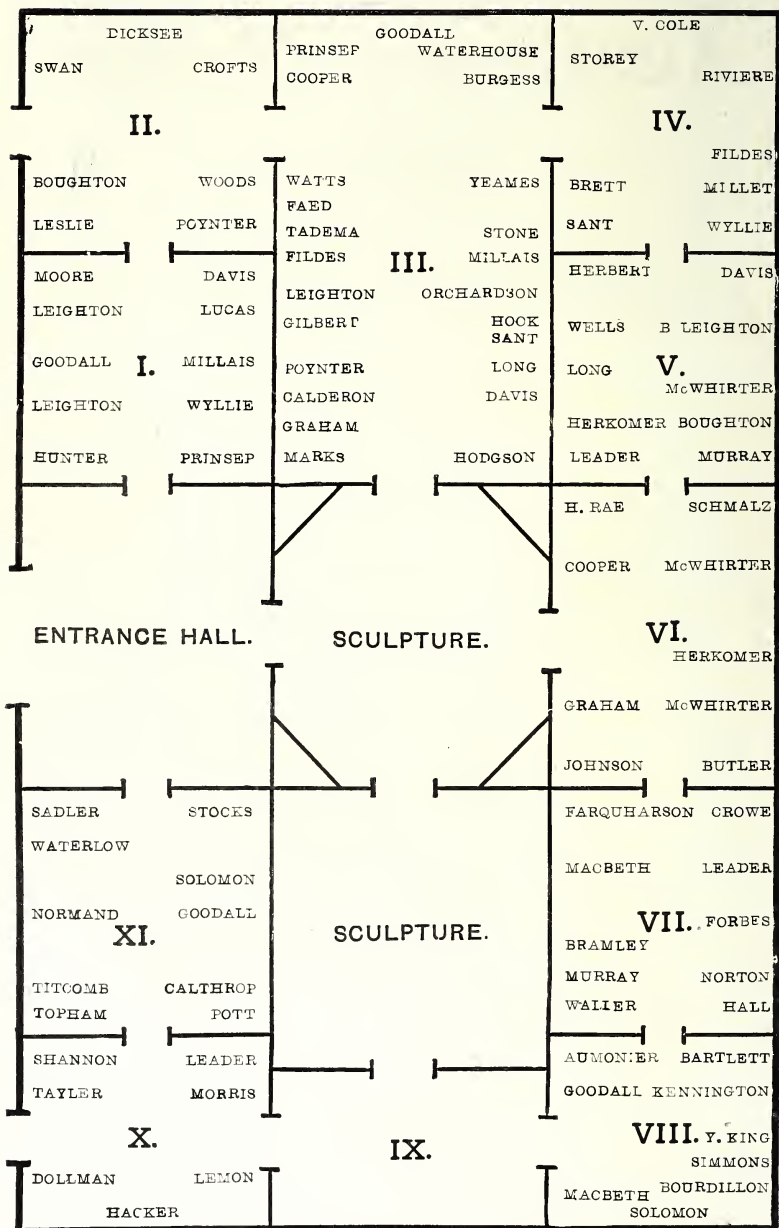 DICKSEE GOODALL V. COLE
PRINSEP WATERHOUSE
SWAN CROFTS COOPER BURGESS STOREY
RIVIERE
II. IV.
FILDES
BOUGHTON WOODS WATTS YEAMES BRETT MILLET
FAED
LESLIE POYNTER TADEMA STONE SANT WYLLIE
FILDES III. MILLAIS
MOORE DAVIS HERBERT DAVIS
LEIGHTON ORCHARDSON
LEIGHTON LUCAS GILBERT HOOK WELLS B LEIGHTON
SANT
GOODALL I. MILLAIS POYNTER LONG LONG V.
McWHIRTER
LEIGHTON WYLLIE CALDERON DAVIS
GRAHAM HERKOMER BOUGHTON
HUNTER PRINSEP MARKS HODGSON LEADER MURRAY
H. RAE SCHMALZ
COOPER McWHIRTER
ENTRANCE HALL. SCULPTURE. VI.
HERKOMER
GRAHAM McWHIRTER
JOHNSON BUTLER
SADLER STOCKS FARQUHARSON CROWE
WATERLOW
SOLOMON MACBETH LEADER
NORMAND GOODALL VII. FORBES
XI. SCULPTURE.
BRAMLEY
TITCOMB CALTHROP MURRAY NORTON
TOPHAM POTT WALLER HALL
SHANNON LEADER AUMONIER BARTLETT
TAYLER MORRIS GOODALL KENNINGTON
X. IX. VIII. Y. KING
SIMMONS
DOLLMAN LEMON MACBETH BOURDILLON
HACKER SOLOMON